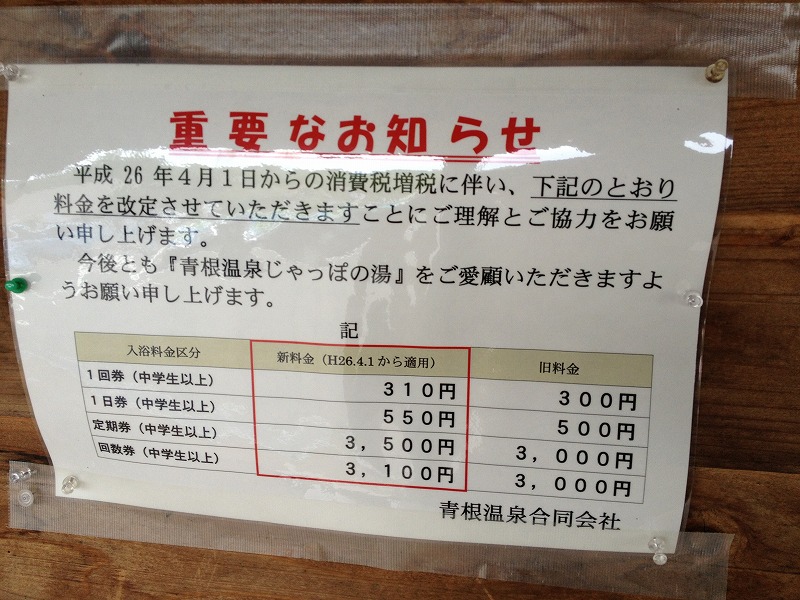 重要なお知らせ
平成26年4月1日からの消費税増税に伴い、下記のとおり
料金を改定させていただきますことにご理解とご協力をお願
い申し上げます。
今後とも『青根温泉じゃっぽの湯』をご愛顧いただきますよ
うお願い申し上げます。
記
入浴料金区分 新料金（H26.4.1から適用） 旧料金
1回券（中学生以上） 310円 300円
1日券（中学生以上） 550円 500円
定期券（中学生以上） 3,500円 3,000円
回数券（中学生以上） 3,100円 3,000円
青根温泉合同会社